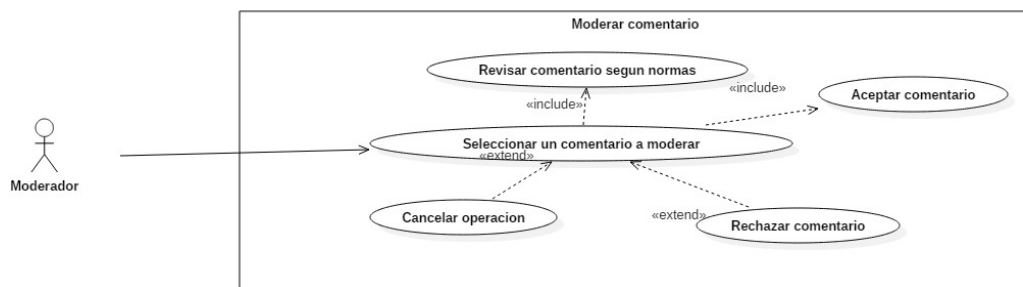 Moderar comentario
Revisar comentario segun normas
«include»
«include»
Aceptar comentario
Seleccionar un comentario a moderar
«extend»
Moderador
Cancelar operacion
«extend»
Rechazar comentario